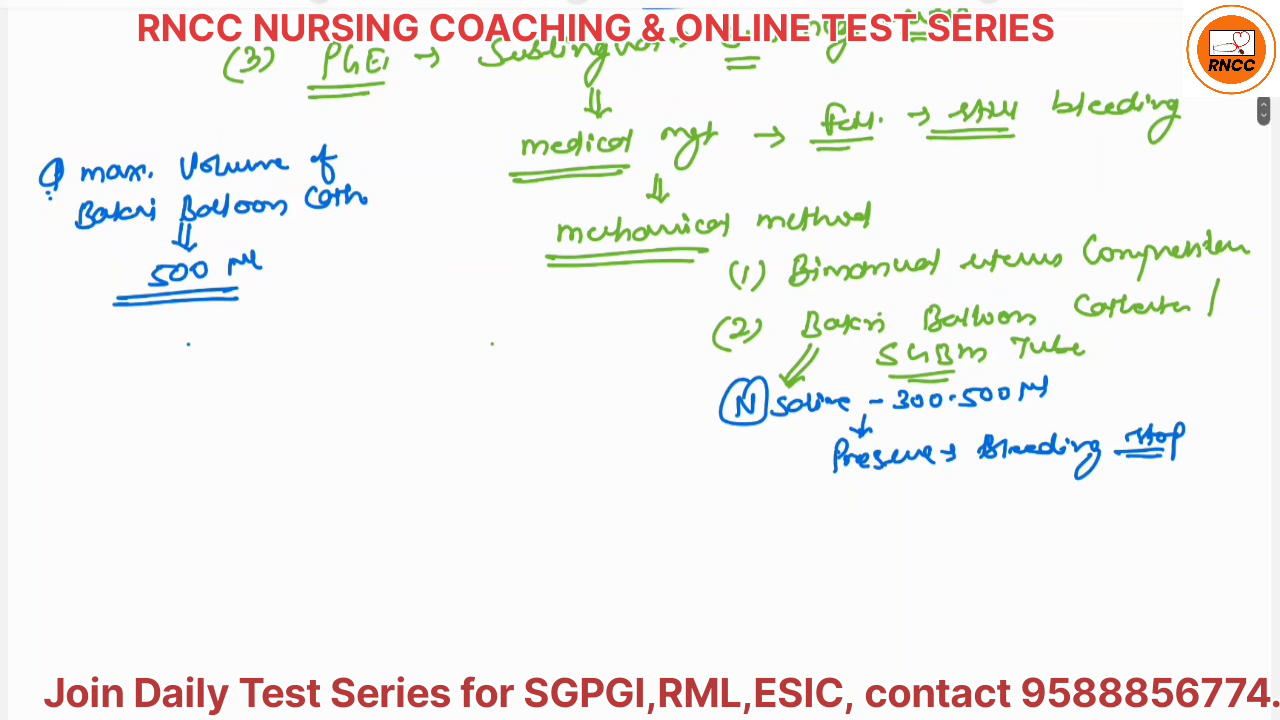 RNCC NURSING COACHING & ONLINE TEST SERIES
RNCC
(3) PGE1 → Sublingual →
⇓
medical mgt → Fail. → still bleeding
⇓
mechanical method
(1) Bimanual uterus Compression
(2) Bakri Balloon Catheter /
SGBM Tube
N Saline - 300-500 ml
↓
Pressure → Bleeding stop
Q max. Volume of
Bakri Balloon Cath.
⇓
500 ml
Join Daily Test Series for SGPGI,RML,ESIC, contact 9588856774.